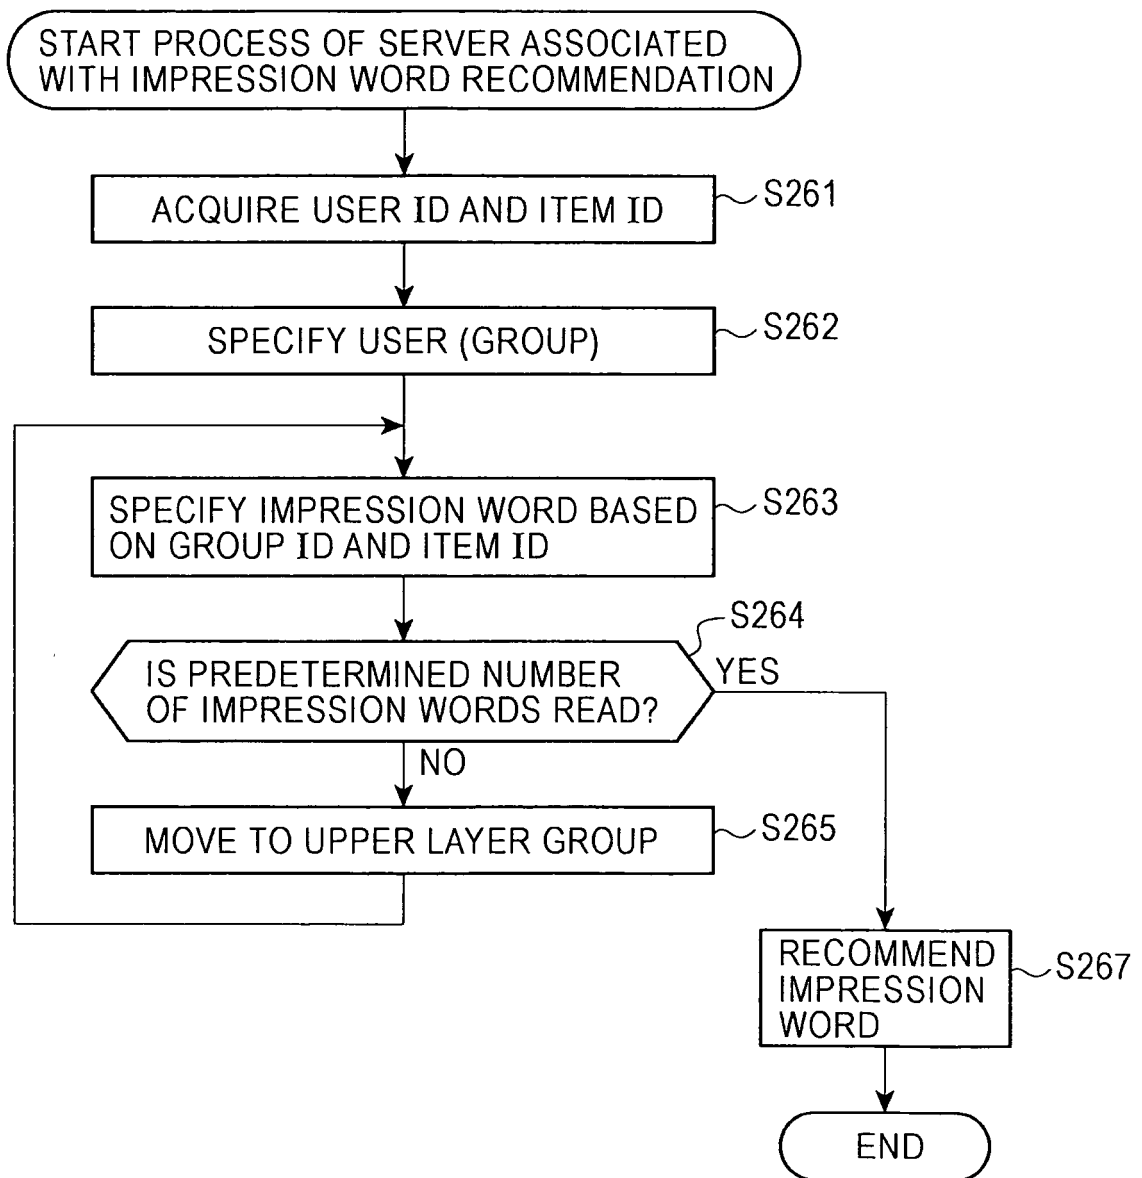 START PROCESS OF SERVER ASSOCIATED
WITH IMPRESSION WORD RECOMMENDATION
ACQUIRE USER ID AND ITEM ID
S261
SPECIFY USER (GROUP)
S262
SPECIFY IMPRESSION WORD BASED
ON GROUP ID AND ITEM ID
S263
S264
IS PREDETERMINED NUMBER
OF IMPRESSION WORDS READ?
YES
NO
MOVE TO UPPER LAYER GROUP
S265
RECOMMEND
IMPRESSION
WORD
S267
END